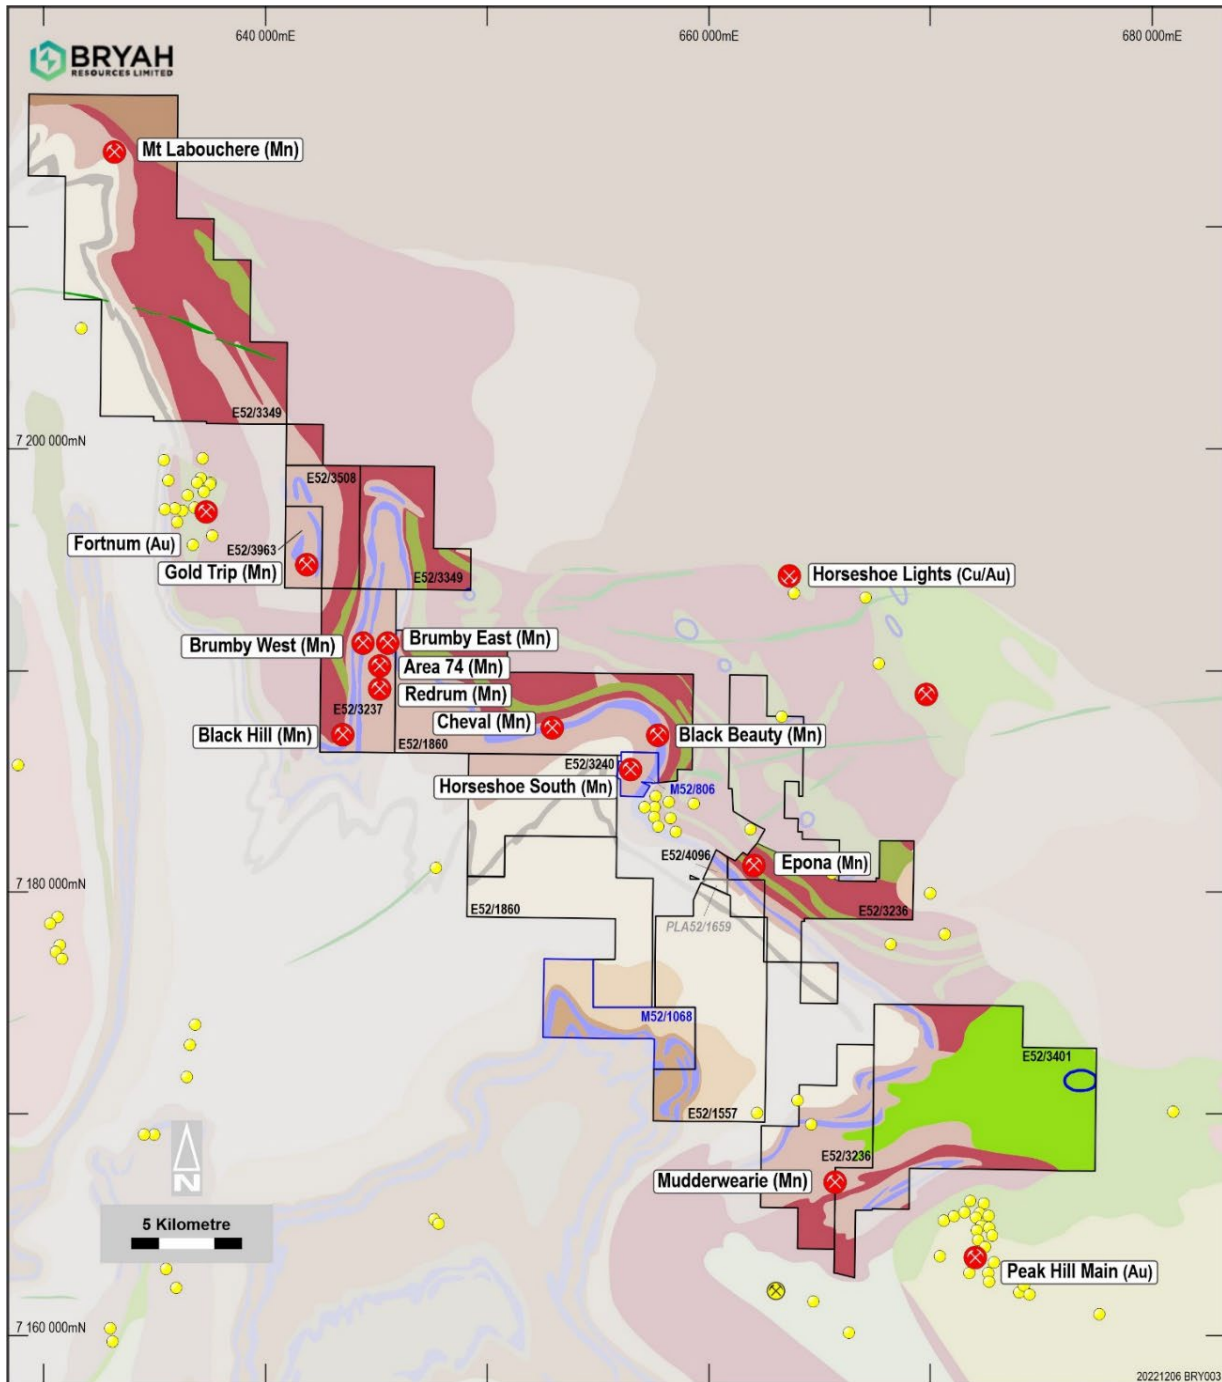 640 000mE
660 000mE
680 000mE
BRYAH
RESOURCES LIMITED
Mt Labouchere (Mn)
E52/3349
7 200 000mN
E52/3508
Fortnum (Au)
E52/3963
Gold Trip (Mn)
E52/3349
Horseshoe Lights (Cu/Au)
Brumby West (Mn)
Brumby East (Mn)
Area 74 (Mn)
Redrum (Mn)
E52/3237
Cheval (Mn)
Black Hill (Mn)
Black Beauty (Mn)
E52/1860
E52/3240
Horseshoe South (Mn)
M52/806
E52/4096
Epona (Mn)
7 180 000mN
E52/1860
E52/3236
PLA52/1659
M52/1068
E52/3401
E52/1557
E52/3236
Mudderwearie (Mn)
N
5 Kilometre
Peak Hill Main (Au)
7 160 000mN
20221206 BRY003